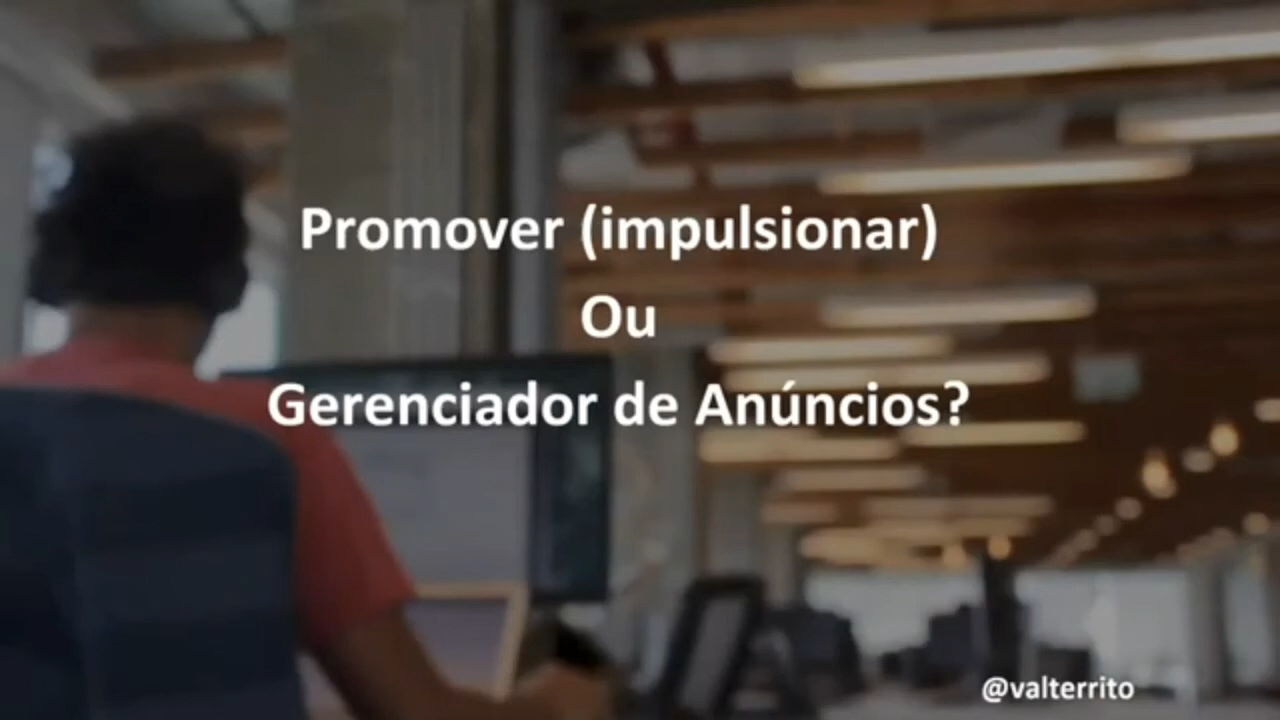 Promover (impulsionar)
Ou
Gerenciador de Anúncios?
@valterrito